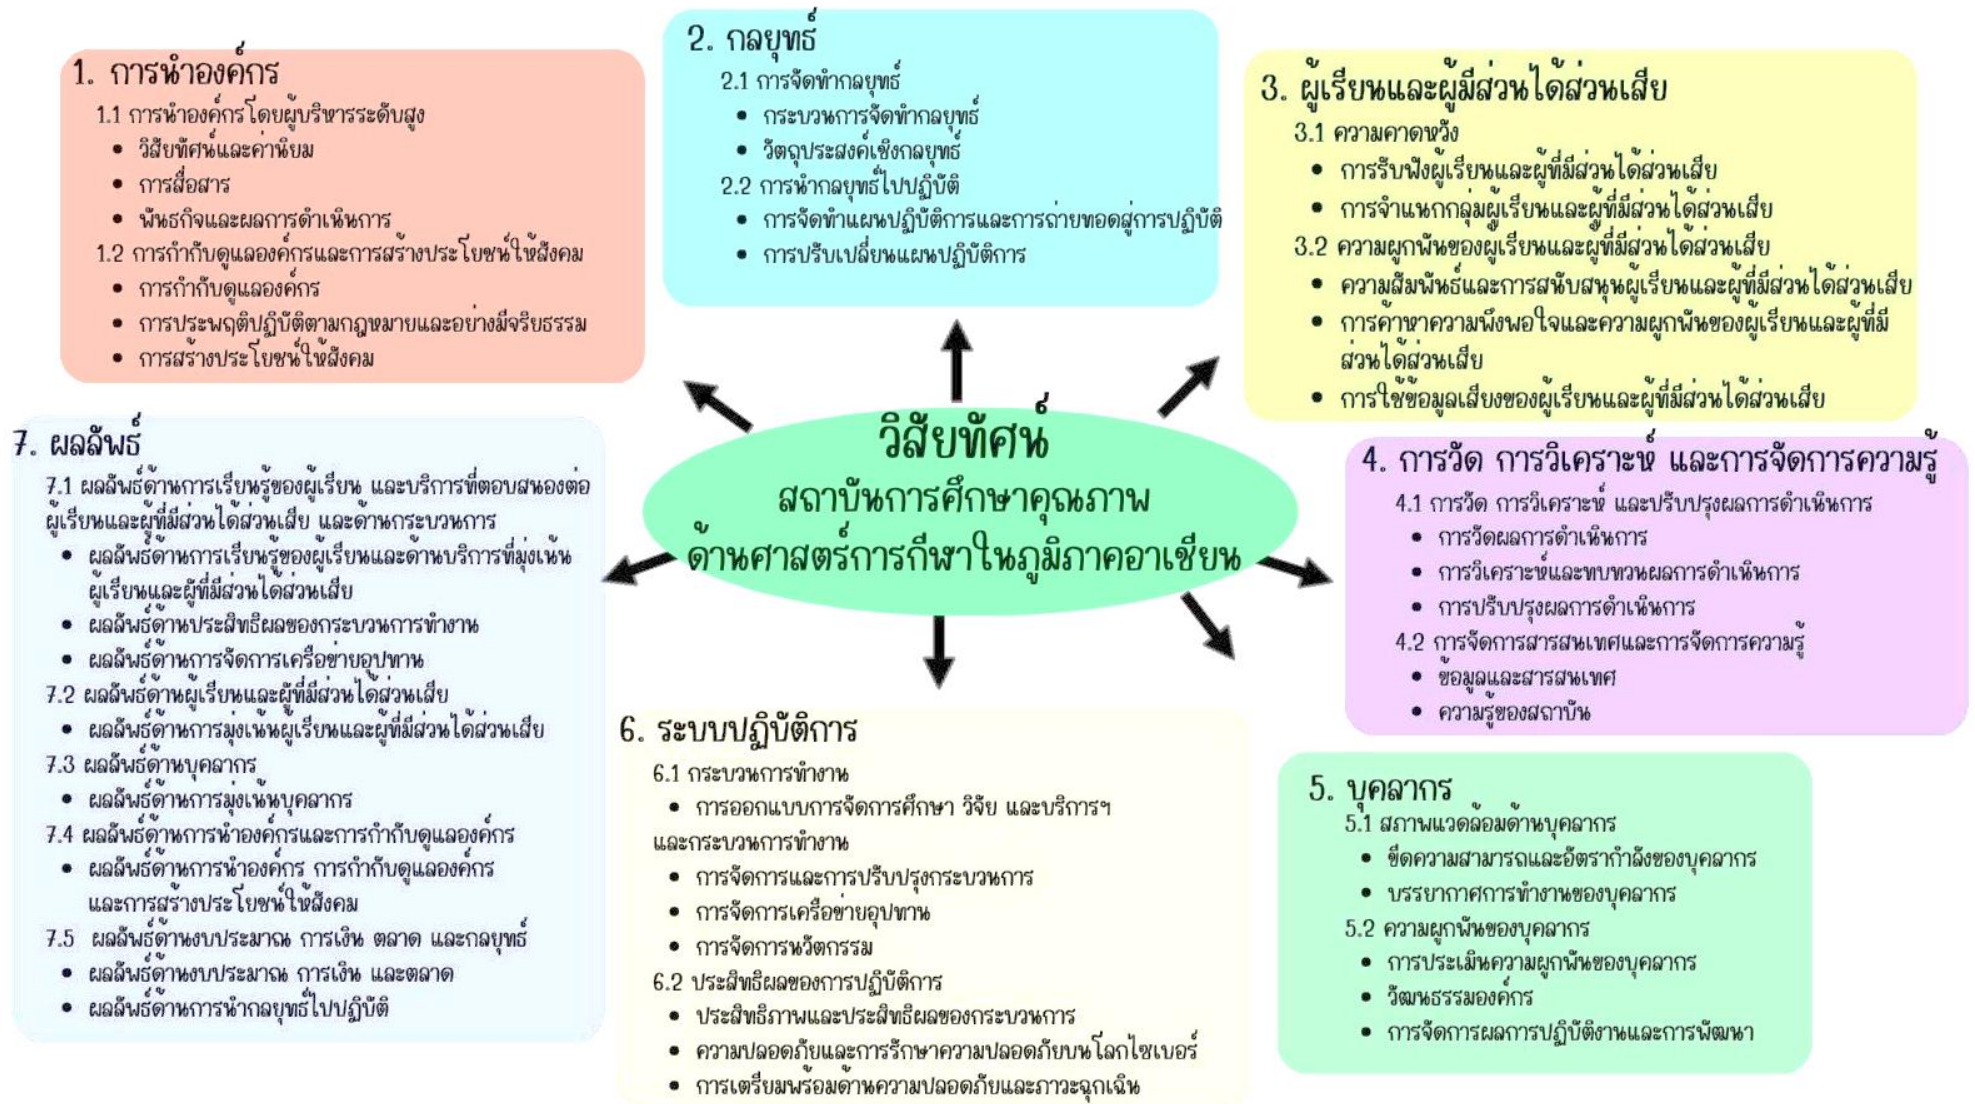 1. การนำองค์กร
1.1 การนำองค์กรโดยผู้บริหารระดับสูง
• วิสัยทัศน์และค่านิยม
• การสื่อสาร
• พันธกิจและผลการดำเนินการ
1.2 การกำกับดูแลองค์กรและการสร้างประโยชน์ให้สังคม
• การกำกับดูแลองค์กร
• การประพฤติปฏิบัติตามกฎหมายและอย่างมีจริยธรรม
• การสร้างประโยชน์ให้สังคม
2. กลยุทธ์
2.1 การจัดทำกลยุทธ์
• กระบวนการจัดทำกลยุทธ์
• วัตถุประสงค์เชิงกลยุทธ์
2.2 การนำกลยุทธ์ไปปฏิบัติ
• การจัดทำแผนปฏิบัติการและการถ่ายทอดสู่การปฏิบัติ
• การปรับเปลี่ยนแผนปฏิบัติการ
3. ผู้เรียนและผู้มีส่วนได้ส่วนเสีย
3.1 ความคาดหวัง
• การรับฟังผู้เรียนและผู้ที่มีส่วนได้ส่วนเสีย
• การจำแนกกลุ่มผู้เรียนและผู้ที่มีส่วนได้ส่วนเสีย
3.2 ความผูกพันของผู้เรียนและผู้ที่มีส่วนได้ส่วนเสีย
• ความสัมพันธ์และการสนับสนุนผู้เรียนและผู้ที่มีส่วนได้ส่วนเสีย
• การค้าหาความพึงพอใจและความผูกพันของผู้เรียนและผู้ที่มี
ส่วนได้ส่วนเสีย
• การใช้ข้อมูลเสียงของผู้เรียนและผู้ที่มีส่วนได้ส่วนเสีย
วิสัยทัศน์
สถาบันการศึกษาคุณภาพ
ด้านศาสตร์การกีฬาในภูมิภาคอาเซียน
4. การวัด การวิเคราะห์ และการจัดการความรู้
4.1 การวัด การวิเคราะห์ และปรับปรุงผลการดำเนินการ
• การวัดผลการดำเนินการ
• การวิเคราะห์และทบทวนผลการดำเนินการ
• การปรับปรุงผลการดำเนินการ
4.2 การจัดการสารสนเทศและการจัดการความรู้
• ข้อมูลและสารสนเทศ
• ความรู้ของสถาบัน
5. บุคลากร
5.1 สภาพแวดล้อมด้านบุคลากร
• ขีดความสามารถและอัตรากำลังของบุคลากร
• บรรยากาศการทำงานของบุคลากร
5.2 ความผูกพันของบุคลากร
• การประเมินความผูกพันของบุคลากร
• วัฒนธรรมองค์กร
• การจัดการผลการปฏิบัติงานและการพัฒนา
6. ระบบปฏิบัติการ
6.1 กระบวนการทำงาน
• การออกแบบการจัดการศึกษา วิจัย และบริการฯ
และกระบวนการทำงาน
• การจัดการและการปรับปรุงกระบวนการ
• การจัดการเครือข่ายอุปทาน
• การจัดการนวัตกรรม
6.2 ประสิทธิผลของการปฏิบัติการ
• ประสิทธิภาพและประสิทธิผลของกระบวนการ
• ความปลอดภัยและการรักษาความปลอดภัยบนโลกไซเบอร์
• การเตรียมพร้อมด้านความปลอดภัยและภาวะฉุกเฉิน
7. ผลลัพธ์
7.1 ผลลัพธ์ด้านการเรียนรู้ของผู้เรียน และบริการที่ตอบสนองต่อ
ผู้เรียนและผู้ที่มีส่วนได้ส่วนเสีย และด้านกระบวนการ
• ผลลัพธ์ด้านการเรียนรู้ของผู้เรียนและด้านบริการที่มุ่งเน้น
ผู้เรียนและผู้ที่มีส่วนได้ส่วนเสีย
• ผลลัพธ์ด้านประสิทธิผลของกระบวนการทำงาน
• ผลลัพธ์ด้านการจัดการเครือข่ายอุปทาน
7.2 ผลลัพธ์ด้านผู้เรียนและผู้ที่มีส่วนได้ส่วนเสีย
• ผลลัพธ์ด้านการมุ่งเน้นผู้เรียนและผู้ที่มีส่วนได้ส่วนเสีย
7.3 ผลลัพธ์ด้านบุคลากร
• ผลลัพธ์ด้านการมุ่งเน้นบุคลากร
7.4 ผลลัพธ์ด้านการนำองค์กรและการกำกับดูแลองค์กร
• ผลลัพธ์ด้านการนำองค์กร การกำกับดูแลองค์กร
และการสร้างประโยชน์ให้สังคม
7.5 ผลลัพธ์ด้านงบประมาณ การเงิน ตลาด และกลยุทธ์
• ผลลัพธ์ด้านงบประมาณ การเงิน และตลาด
• ผลลัพธ์ด้านการนำกลยุทธ์ไปปฏิบัติ